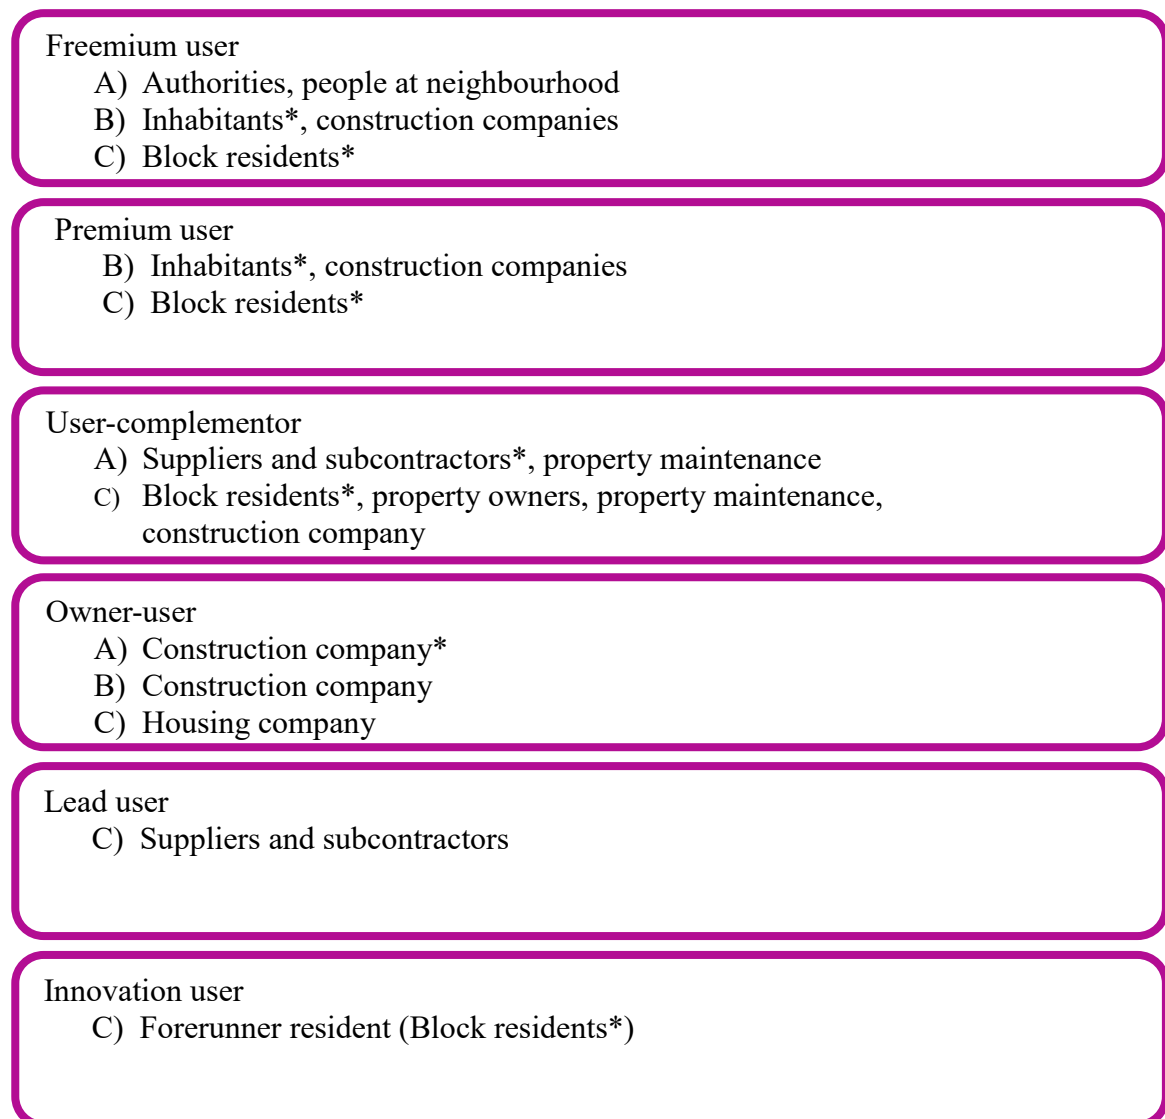 Freemium user
A) Authorities, people at neighbourhood
B) Inhabitants*, construction companies
C) Block residents*
Premium user
B) Inhabitants*, construction companies
C) Block residents*
User-complementor
A) Suppliers and subcontractors*, property maintenance
C) Block residents*, property owners, property maintenance,
construction company
Owner-user
A) Construction company*
B) Construction company
C) Housing company
Lead user
C) Suppliers and subcontractors
Innovation user
C) Forerunner resident (Block residents*)